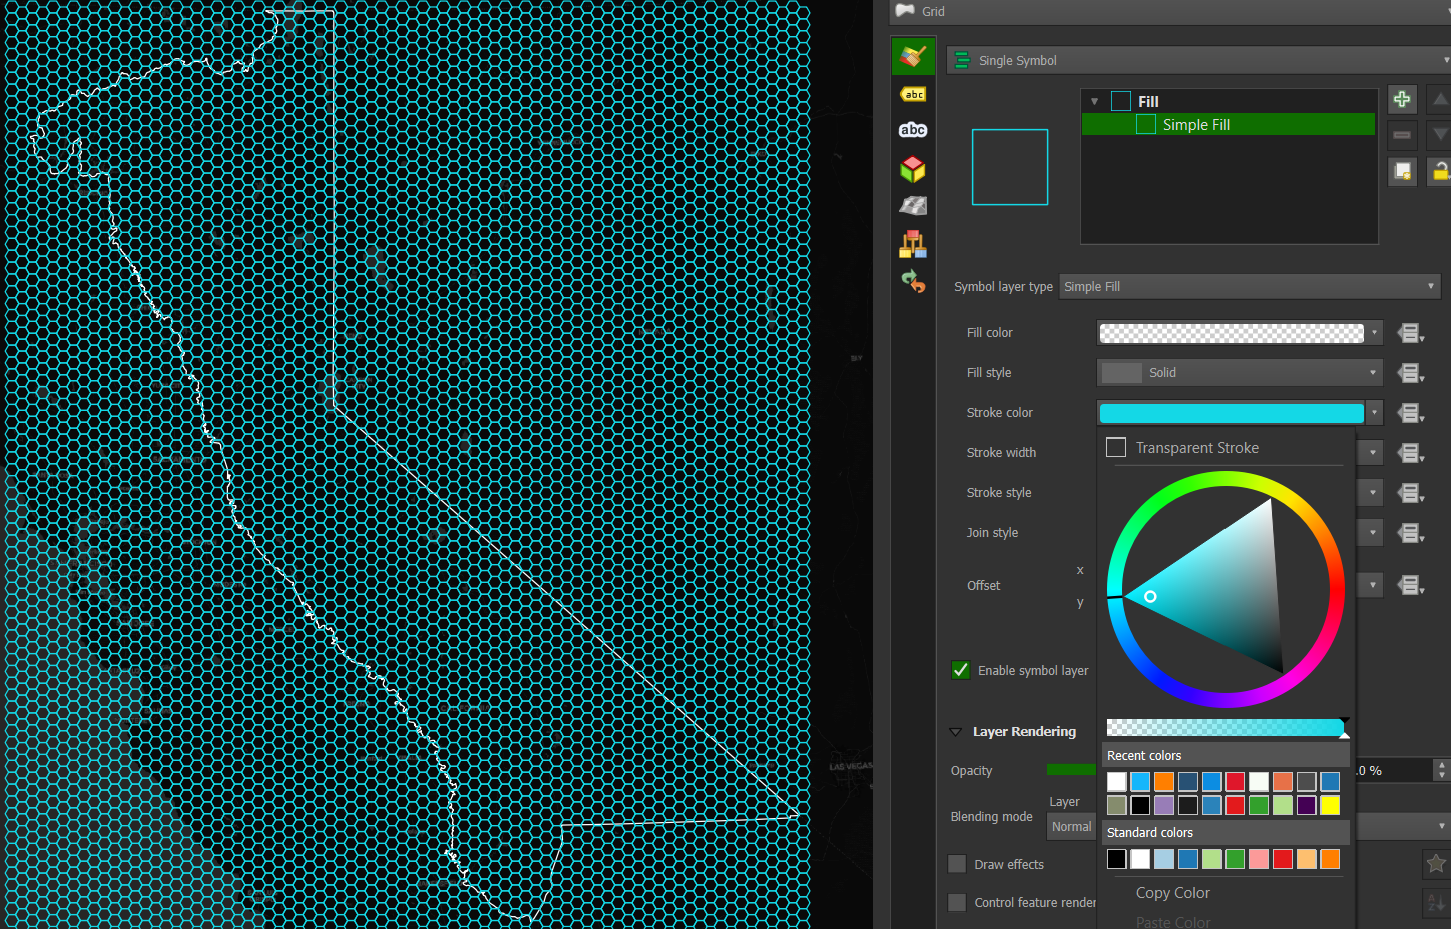 Grid
Single Symbol
Fill
Simple Fill
abc
abc
Symbol layer type Simple Fill
Fill color
Fill style Solid
Stroke color
Transparent Stroke
Stroke width
Stroke style
Join style
x
Offset
y
Enable symbol layer
Layer Rendering
Recent colors
Opacity .0 %
Layer
Blending mode Normal
Standard colors
Draw effects
Copy Color
Control feature render
Paste Color
LAS VEGAS